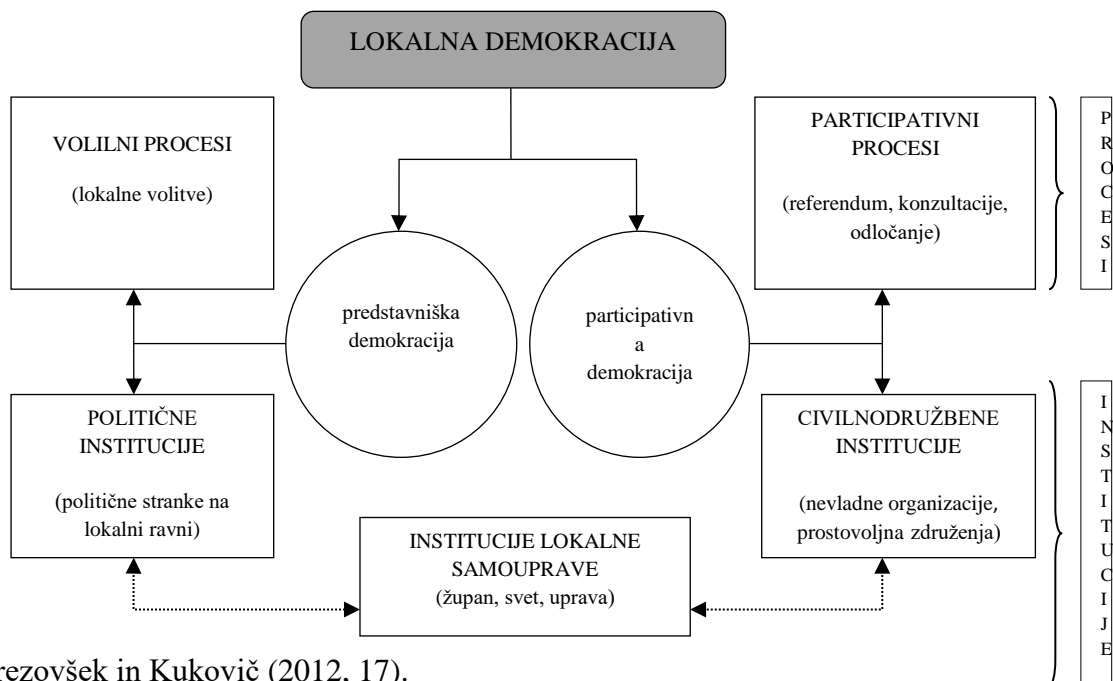 LOKALNA DEMOKRACIJA
VOLILNI PROCESI
(lokalne volitve)
PARTICIPATIVNI
PROCESI
(referendum, konzultacije,
odločanje)
P
R
O
C
E
S
I
predstavniška
demokracija
participativn
a
demokracija
POLITIČNE
INSTITUCIJE
(politične stranke na
lokalni ravni)
CIVILNODRUŽBENE
INSTITUCIJE
(nevladne organizacije,
prostovoljna združenja)
INSTITUCIJE LOKALNE
SAMOUPRAVE
(župan, svet, uprava)
I
N
S
T
I
T
U
C
I
J
E
rezovšek in Kukovič (2012, 17).